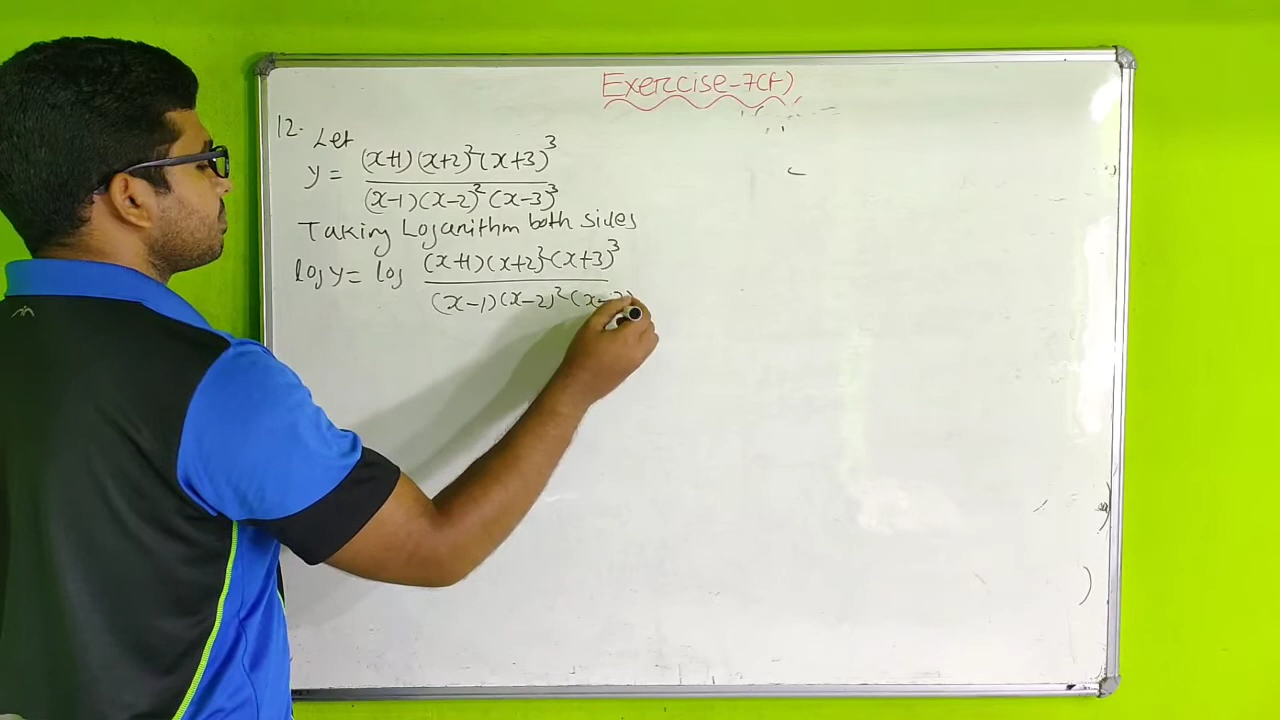 Exercise-7(f)
12. Let
y = (x+1)(x+2)²(x+3)³
(x-1)(x-2)²(x-3)³
Taking Logarithm both sides
log y = log (x+1)(x+2)²(x+3)³
(x-1)(x-2)²(x-3)